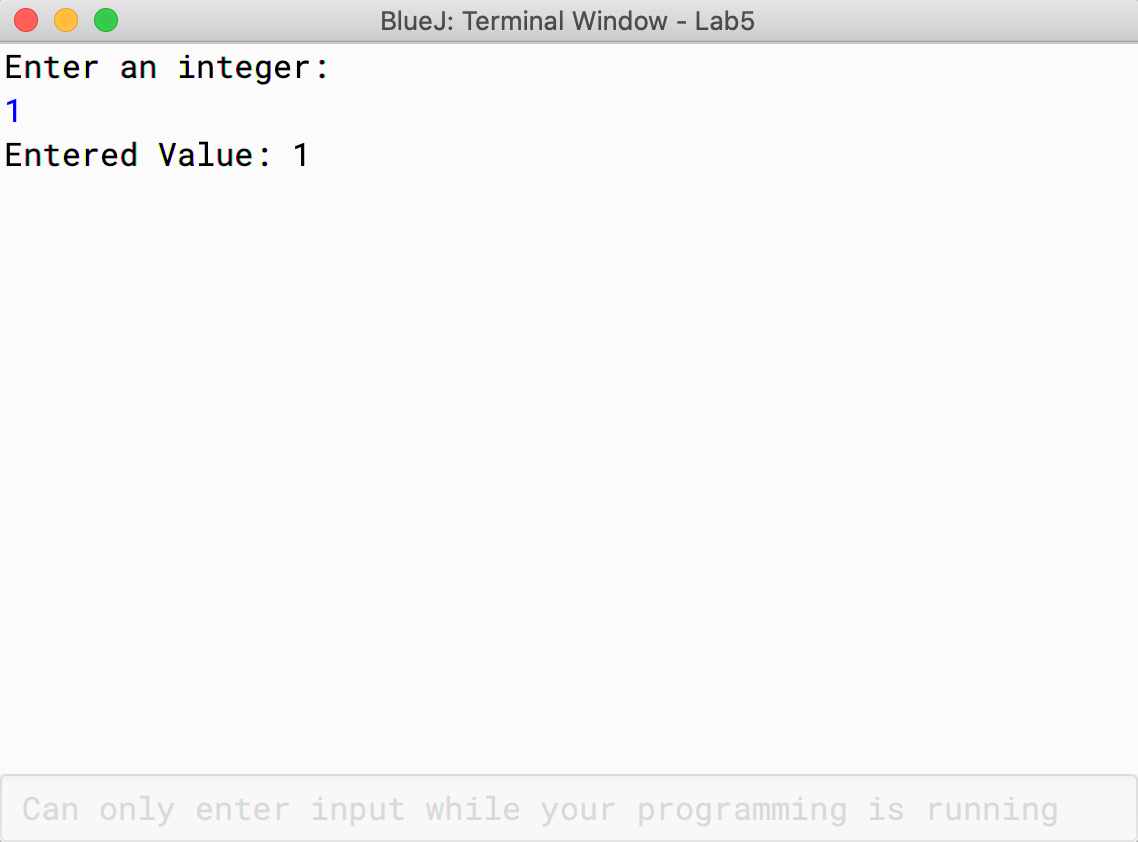 BlueJ: Terminal Window - Lab5
Enter an integer:
1
Entered Value: 1
Can only enter input while your programming is running